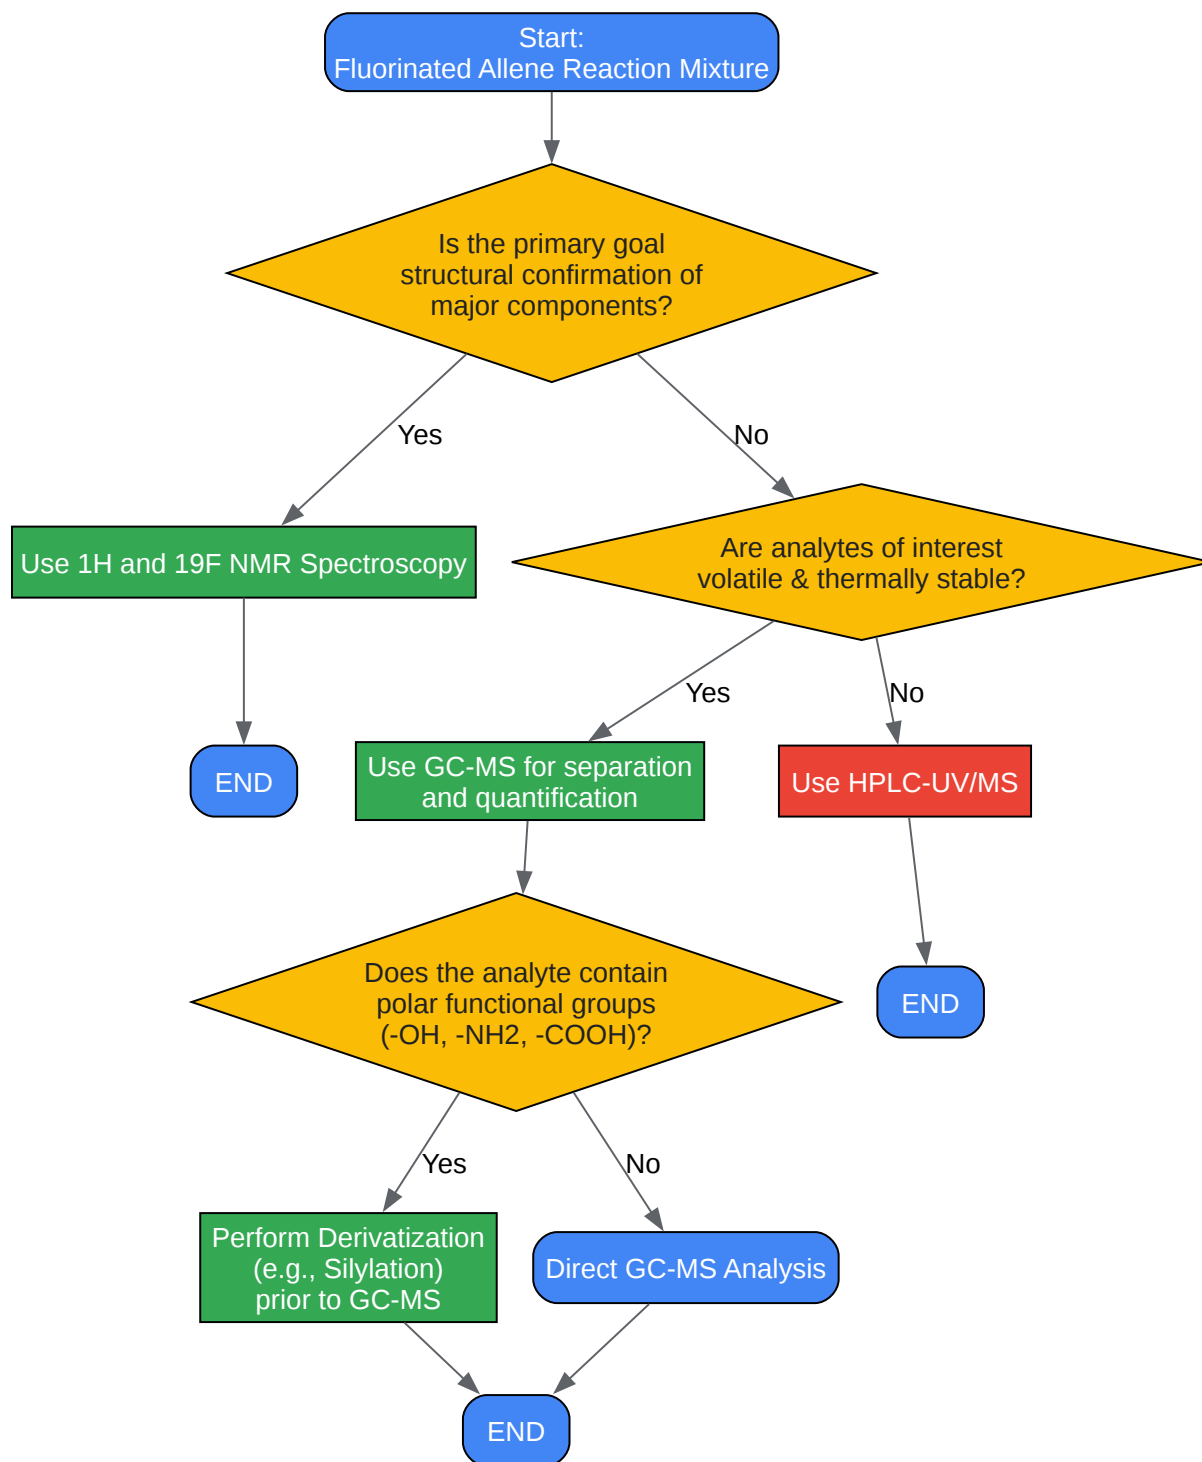 Start:
Fluorinated Allene Reaction Mixture
Is the primary goal
structural confirmation of
major components?
Yes
No
Use 1H and 19F NMR Spectroscopy
Are analytes of interest
volatile & thermally stable?
Yes
No
END
Use GC-MS for separation
and quantification
Use HPLC-UV/MS
Does the analyte contain
polar functional groups
(-OH, -NH2, -COOH)?
END
Yes
No
Perform Derivatization
(e.g., Silylation)
prior to GC-MS
Direct GC-MS Analysis
END